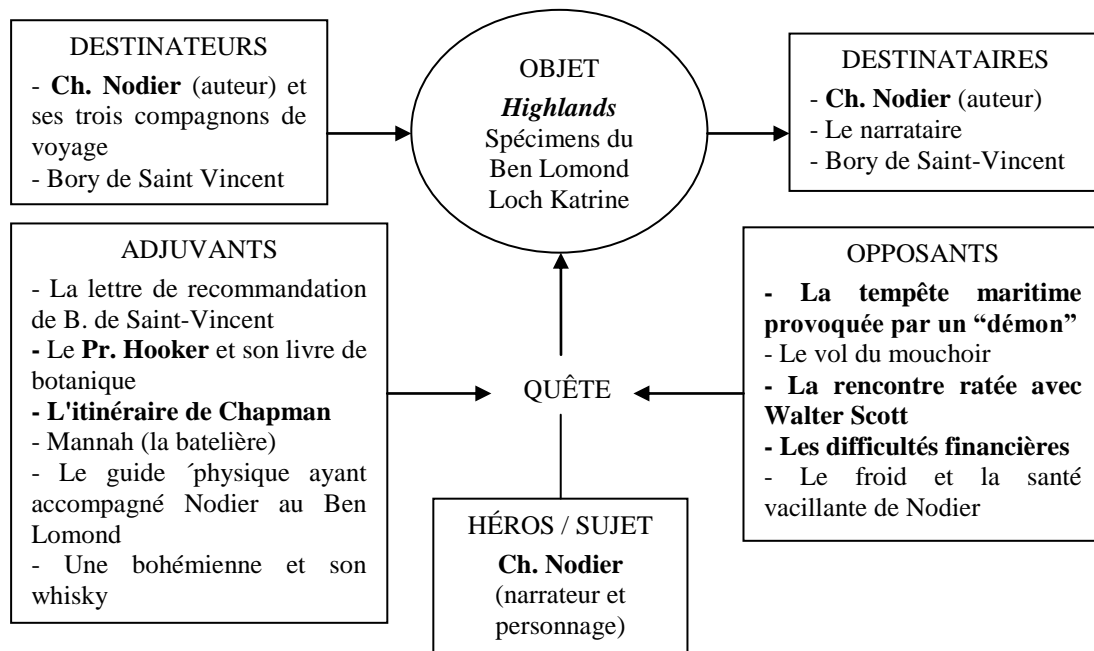 DESTINATEURS
- Ch. Nodier (auteur) et
ses trois compagnons de
voyage
- Bory de Saint Vincent
OBJET
Highlands
Spécimens du
Ben Lomond
Loch Katrine
DESTINATAIRES
- Ch. Nodier (auteur)
- Le narrataire
- Bory de Saint-Vincent
ADJUVANTS
- La lettre de recommandation
de B. de Saint-Vincent
- Le Pr. Hooker et son livre de
botanique
- L'itinéraire de Chapman
- Mannah (la batelière)
- Le guide ´physique ayant
accompagné Nodier au Ben
Lomond
- Une bohémienne et son
whisky
QUÊTE
OPPOSANTS
- La tempête maritime
provoquée par un “démon”
- Le vol du mouchoir
- La rencontre ratée avec
Walter Scott
- Les difficultés financières
- Le froid et la santé
vacillante de Nodier
HÉROS / SUJET
Ch. Nodier
(narrateur et
personnage)